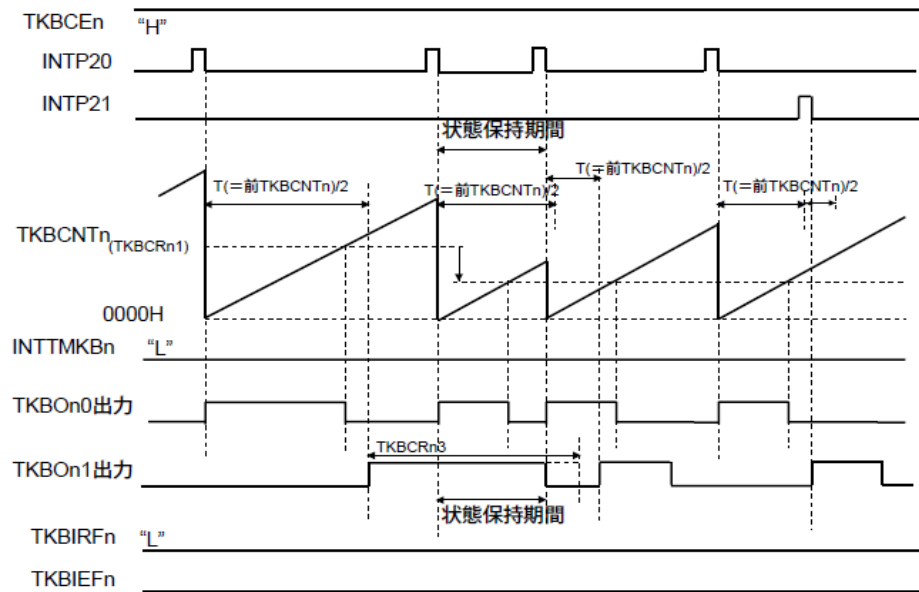 TKBCEn "H"
INTP20
INTP21
状態保持期間
T(=前TKBCNTn)/2
T(=前TKBCNTn)/2
T(=前TKBCNTn)/2
T(=前TKBCNTn)/2
TKBCNTn
(TKBCRn1)
0000H
INTTMKBn "L"
TKBOn0出力
TKBCRn3
TKBOn1出力
状態保持期間
TKBIRFn "L"
TKBIEFn